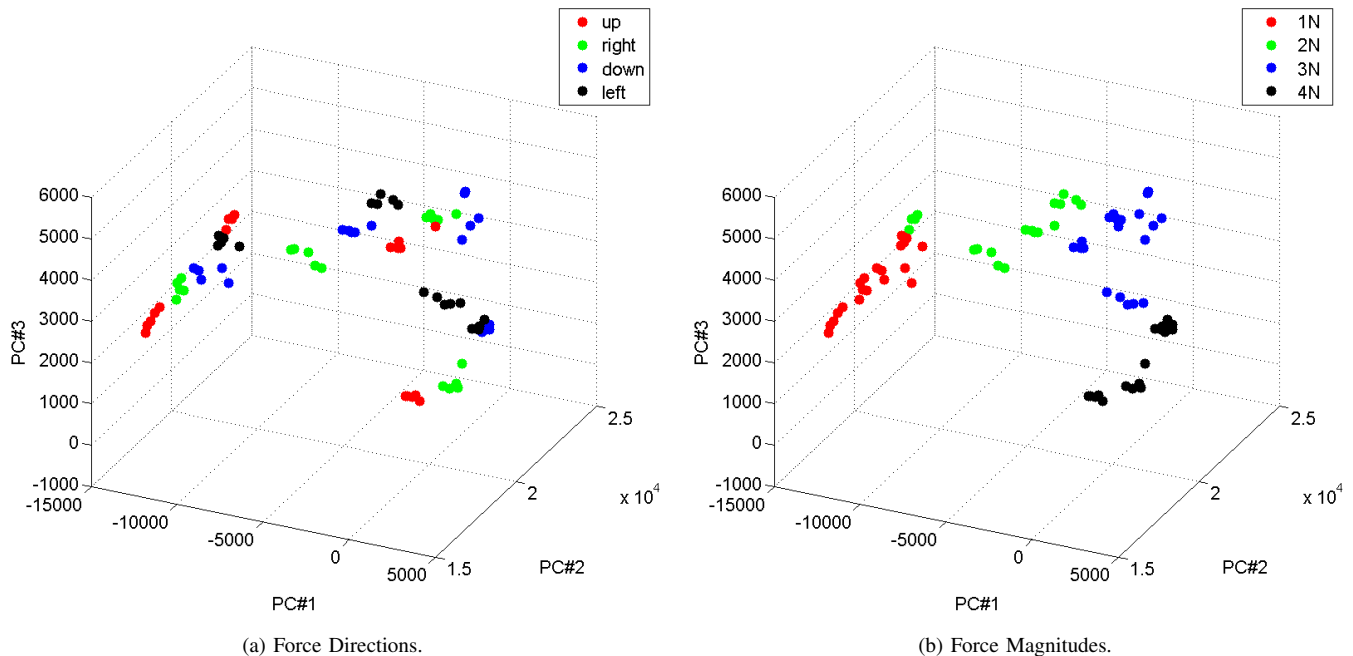 up
right
down
left
6000
5000
4000
3000
2000
1000
0
-1000
PC#3
-15000
-10000
-5000
0
5000
PC#1
1.5
2
2.5
x 10^4
PC#2
(a) Force Directions.
1N
2N
3N
4N
6000
5000
4000
3000
2000
1000
0
-1000
PC#3
-15000
-10000
-5000
0
5000
PC#1
1.5
2
2.5
x 10^4
PC#2
(b) Force Magnitudes.